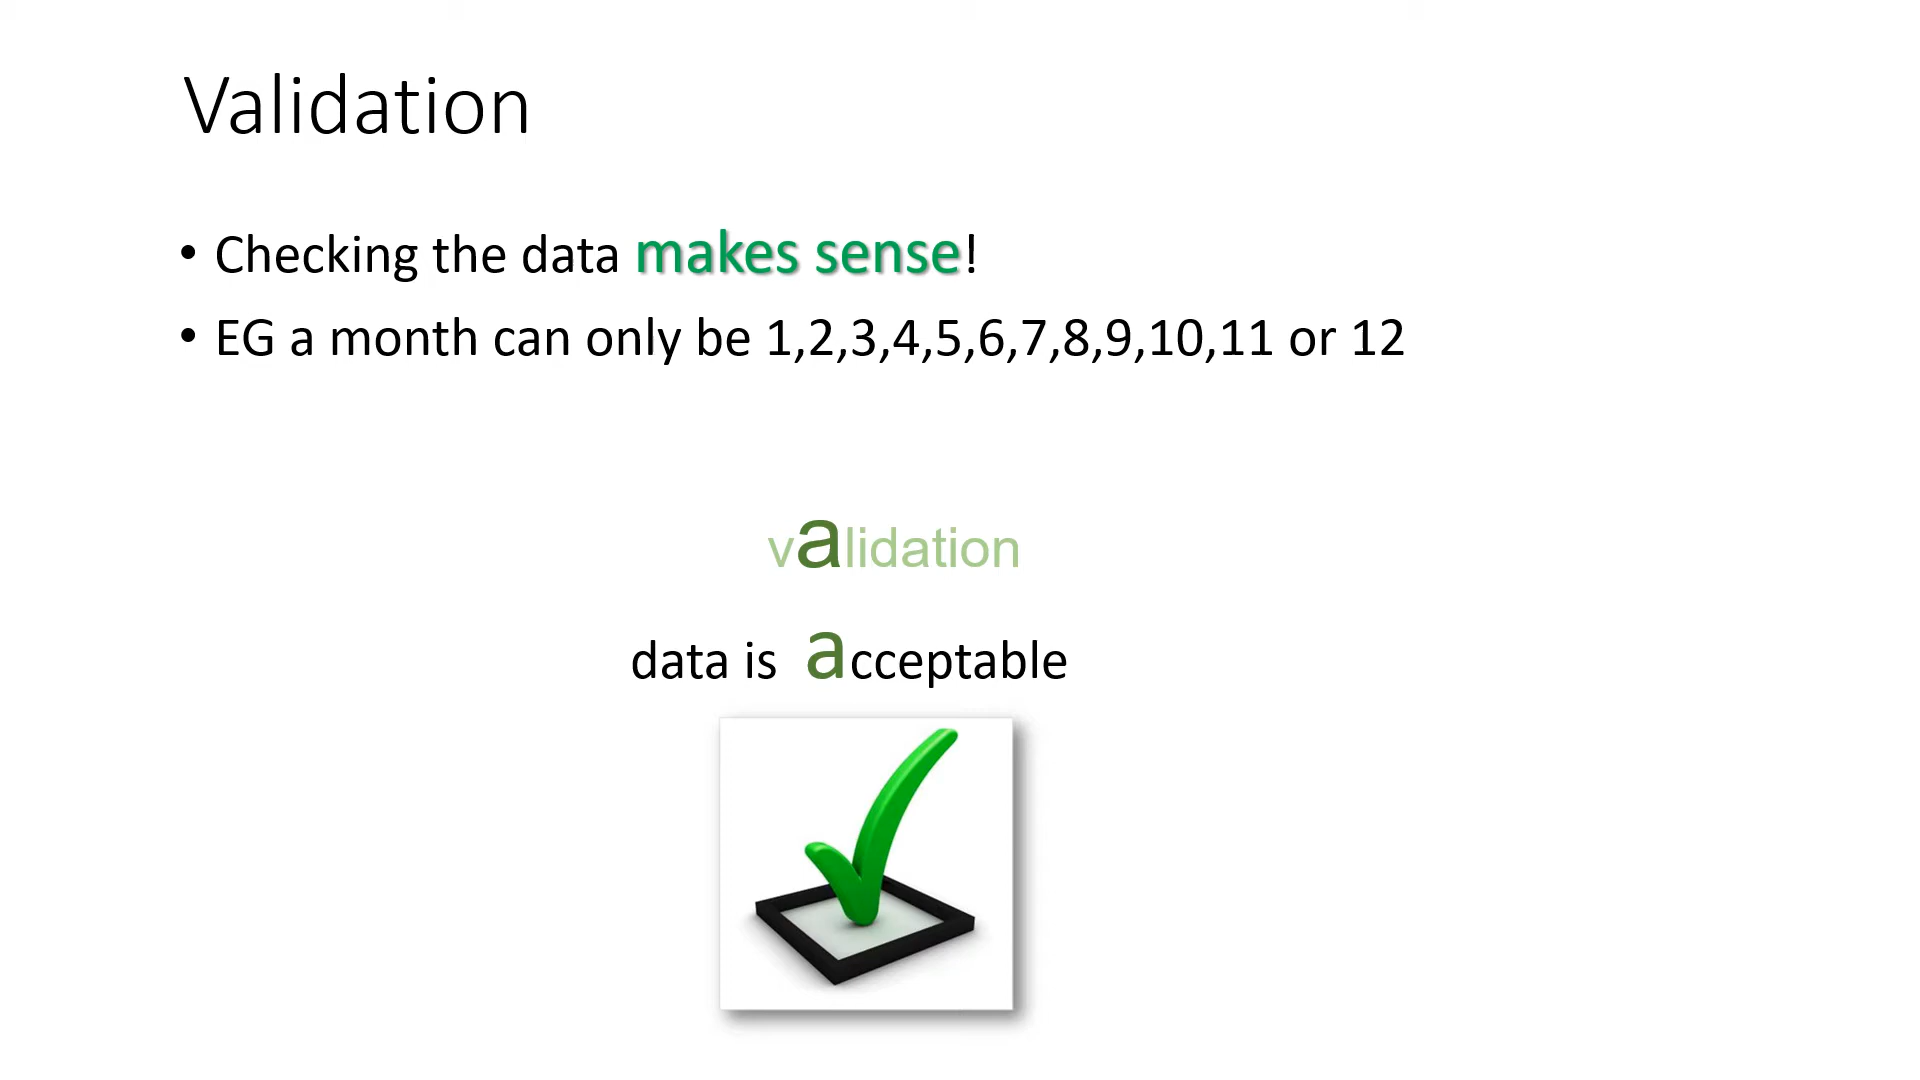 Validation
• Checking the data makes sense!
• EG a month can only be 1,2,3,4,5,6,7,8,9,10,11 or 12
validation
data is acceptable